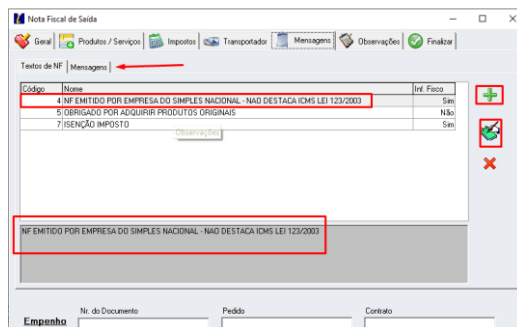 Nota Fiscal de Saída
Geral Produtos / Serviços Impostos Transportador Mensagens Observações Finalizar
Textos de NF Mensagens
Código Nome Inf. Fisco
4 NF EMITIDO POR EMPRESA DO SIMPLES NACIONAL - NAO DESTACA ICMS LEI 123/2003 Sim
5 OBRIGADO POR ADQUIRIR PRODUTOS ORIGINAIS Não
7 ISENÇÃO IMPOSTO Sim
Observações
NF EMITIDO POR EMPRESA DO SIMPLES NACIONAL - NAO DESTACA ICMS LEI 123/2003
Nr. do Documento Pedido Contrato
Empenho